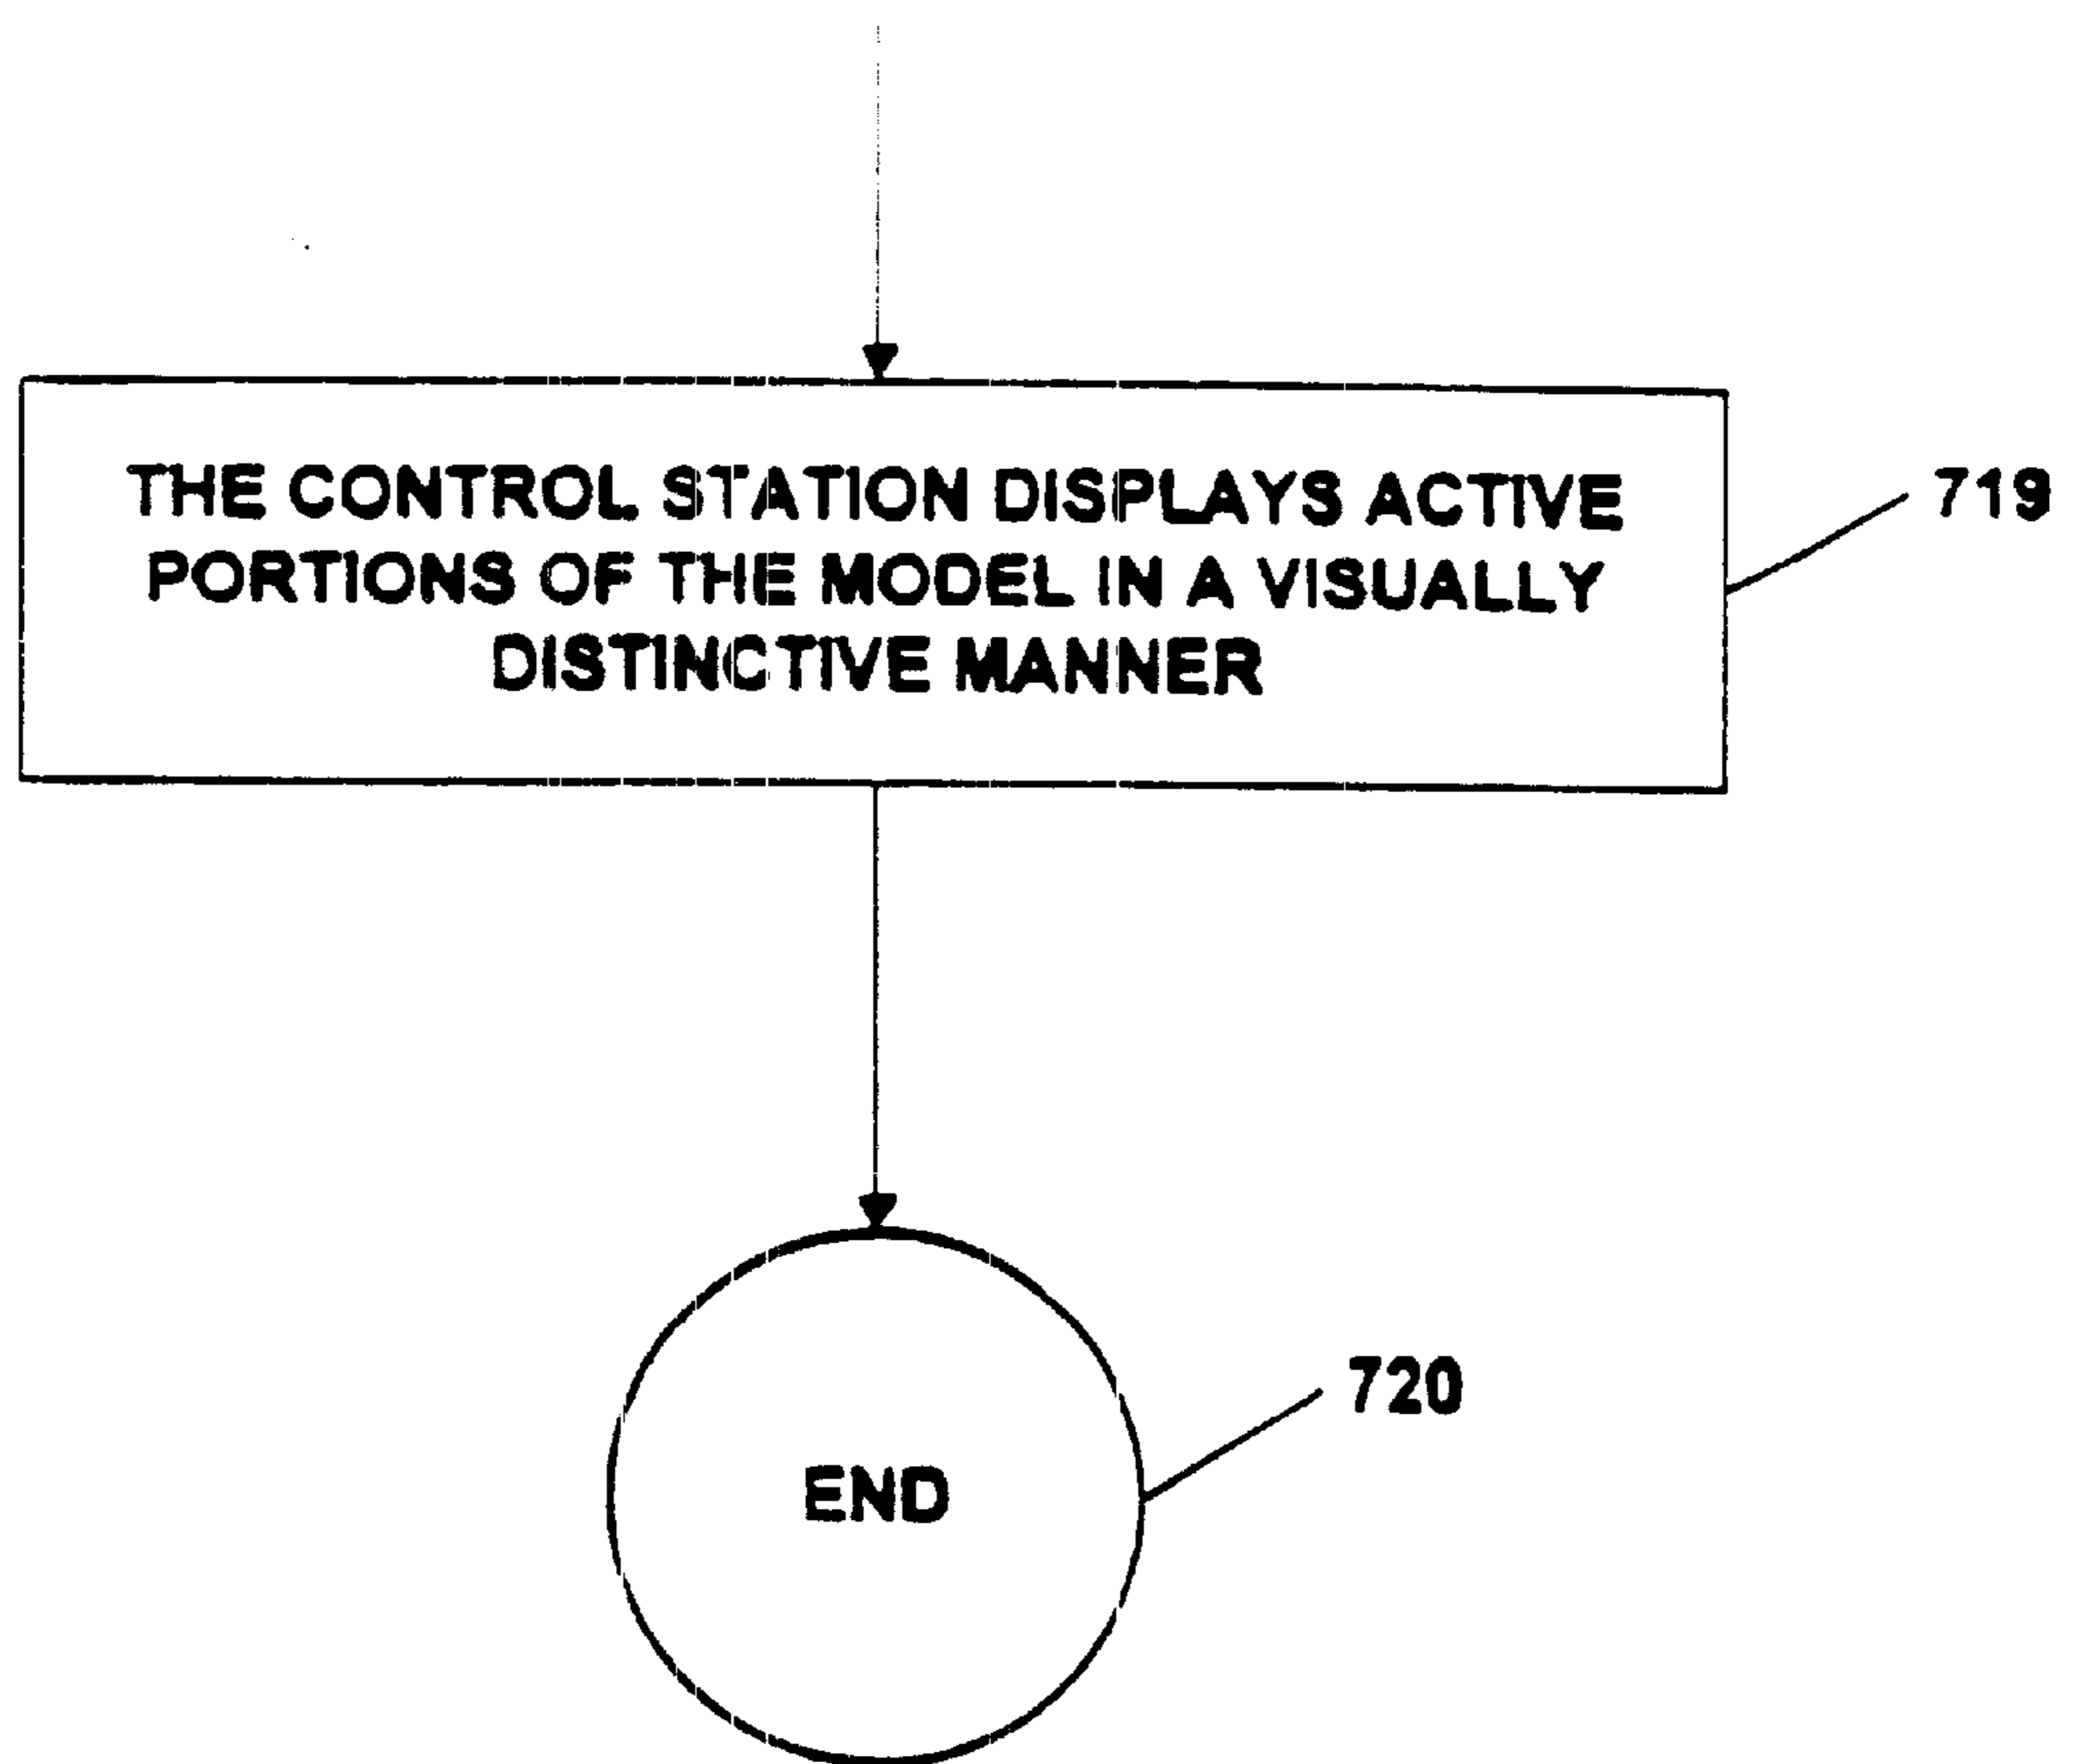 THE CONTROL STATION DISPLAYS ACTIVE
PORTIONS OF THE MODEL IN A VISUALLY
DISTINCTIVE MANNER
719
720
END